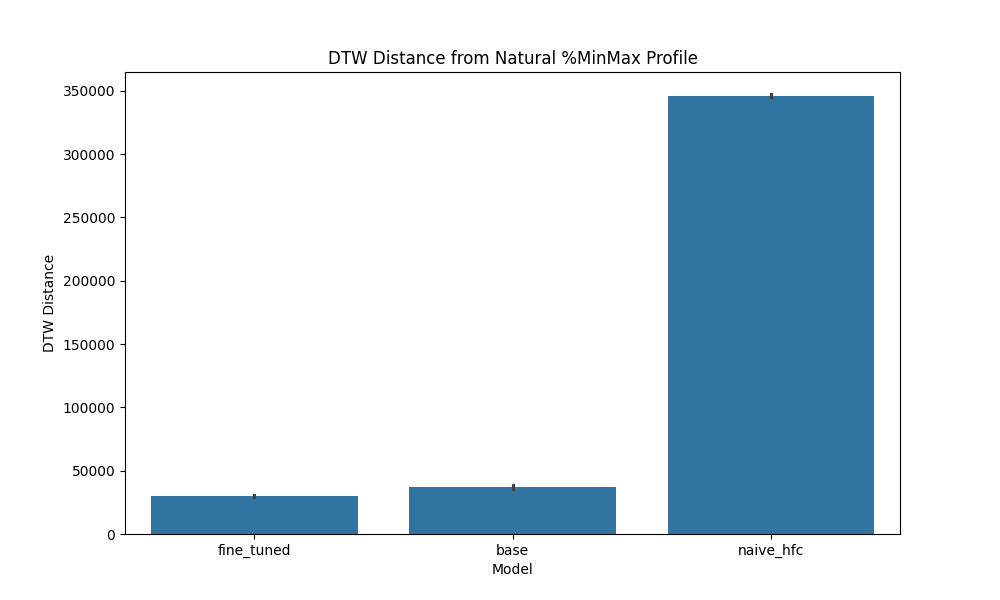 DTW Distance from Natural %MinMax Profile
350000
300000
250000
200000
150000
100000
50000
0
DTW Distance
fine_tuned
base
naive_hfc
Model